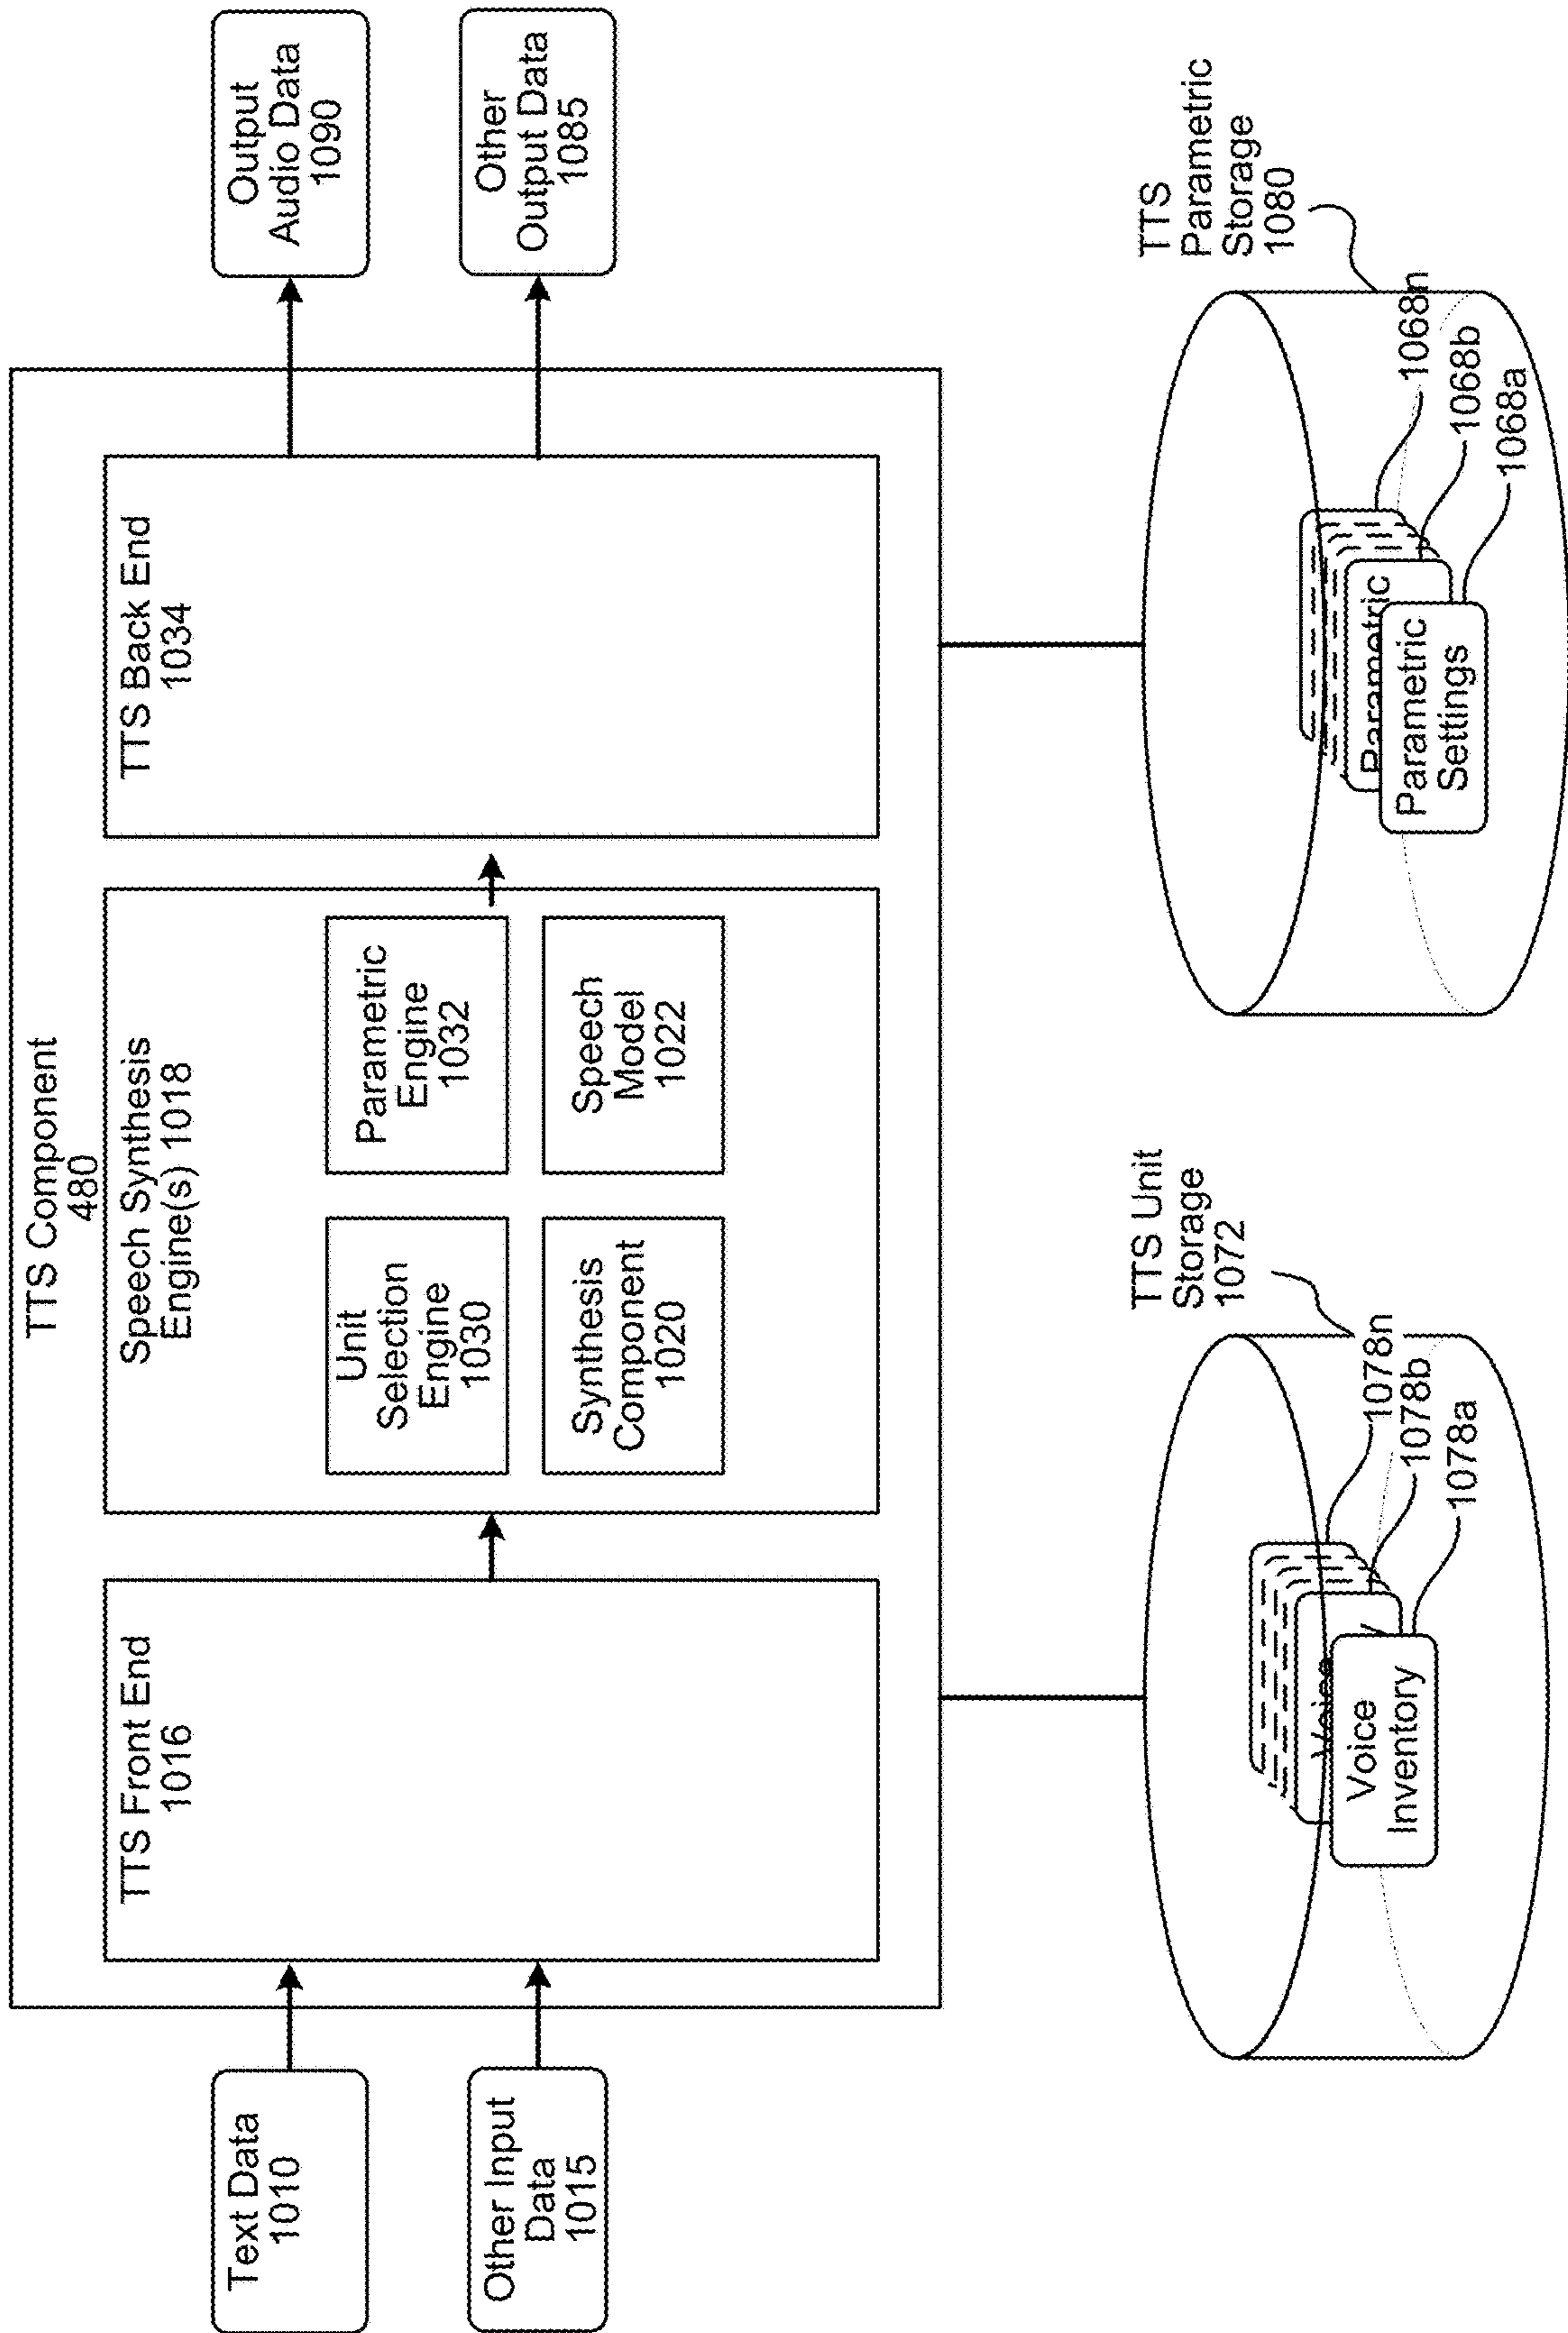 TTS Component
480
Text Data
1010
Other Input
Data
1015
TTS Front End
1016
Speech Synthesis
Engine(s) 1018
Unit
Selection
Engine
1030
Parametric
Engine
1032
Synthesis
Component
1020
Speech
Model
1022
TTS Back End
1034
Output
Audio Data
1090
Other
Output Data
1085
TTS Unit
Storage
1072
1078n
1078b
1078a
Voice
Voice
Inventory
TTS
Parametric
Storage
1080
1068n
1068b
1068a
Parametric
Parametric
Settings